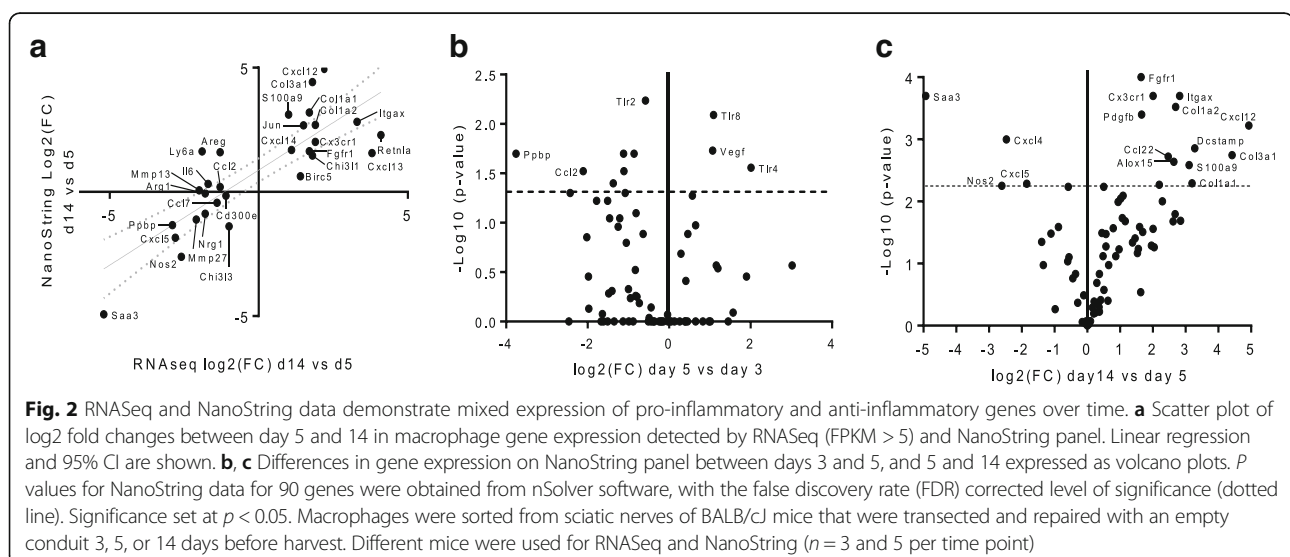 a
NanoString Log2(FC)
d14 vs d5
5
Cxcl12
Col3a1
S100a9
Col1a1
Col1a2
Itgax
Jun
Areg
Ly6a
Cxcl14
Cx3cr1
Retnla
Fgfr1
Cxcl13
Chi3l1
Il6
Ccl2
Mmp13
Arg1
Birc5
-5
5
Ccl7
Cd300e
Ppbp
Cxcl5
Nrg1
Nos2
Mmp27
Chi3l3
Saa3
-5
RNAseq log2(FC) d14 vs d5
b
-Log10 (p-value)
3.0
2.5
2.0
1.5
1.0
0.5
0.0
Tlr2
Tlr8
Ppbp
Vegf
Ccl2
Tlr4
-4
-2
0
2
4
log2(FC) day 5 vs day 3
c
-Log10 (p-value)
4
3
2
1
0
Fgfr1
Saa3
Cx3cr1
Itgax
Col1a2
Pdgfb
Cxcl12
Cxcl4
Dcstamp
Ccl22
Col3a1
Alox15
S100a9
Nos2
Cxcl5
Col1a1
-5
-4
-3
-2
-1
0
1
2
3
4
5
log2(FC) day14 vs day 5
Fig. 2 RNASeq and NanoString data demonstrate mixed expression of pro-inflammatory and anti-inflammatory genes over time. a Scatter plot of
log2 fold changes between day 5 and 14 in macrophage gene expression detected by RNASeq (FPKM > 5) and NanoString panel. Linear regression
and 95% CI are shown. b, c Differences in gene expression on NanoString panel between days 3 and 5, and 5 and 14 expressed as volcano plots. P
values for NanoString data for 90 genes were obtained from nSolver software, with the false discovery rate (FDR) corrected level of significance (dotted
line). Significance set at p < 0.05. Macrophages were sorted from sciatic nerves of BALB/cJ mice that were transected and repaired with an empty
conduit 3, 5, or 14 days before harvest. Different mice were used for RNASeq and NanoString (n = 3 and 5 per time point)